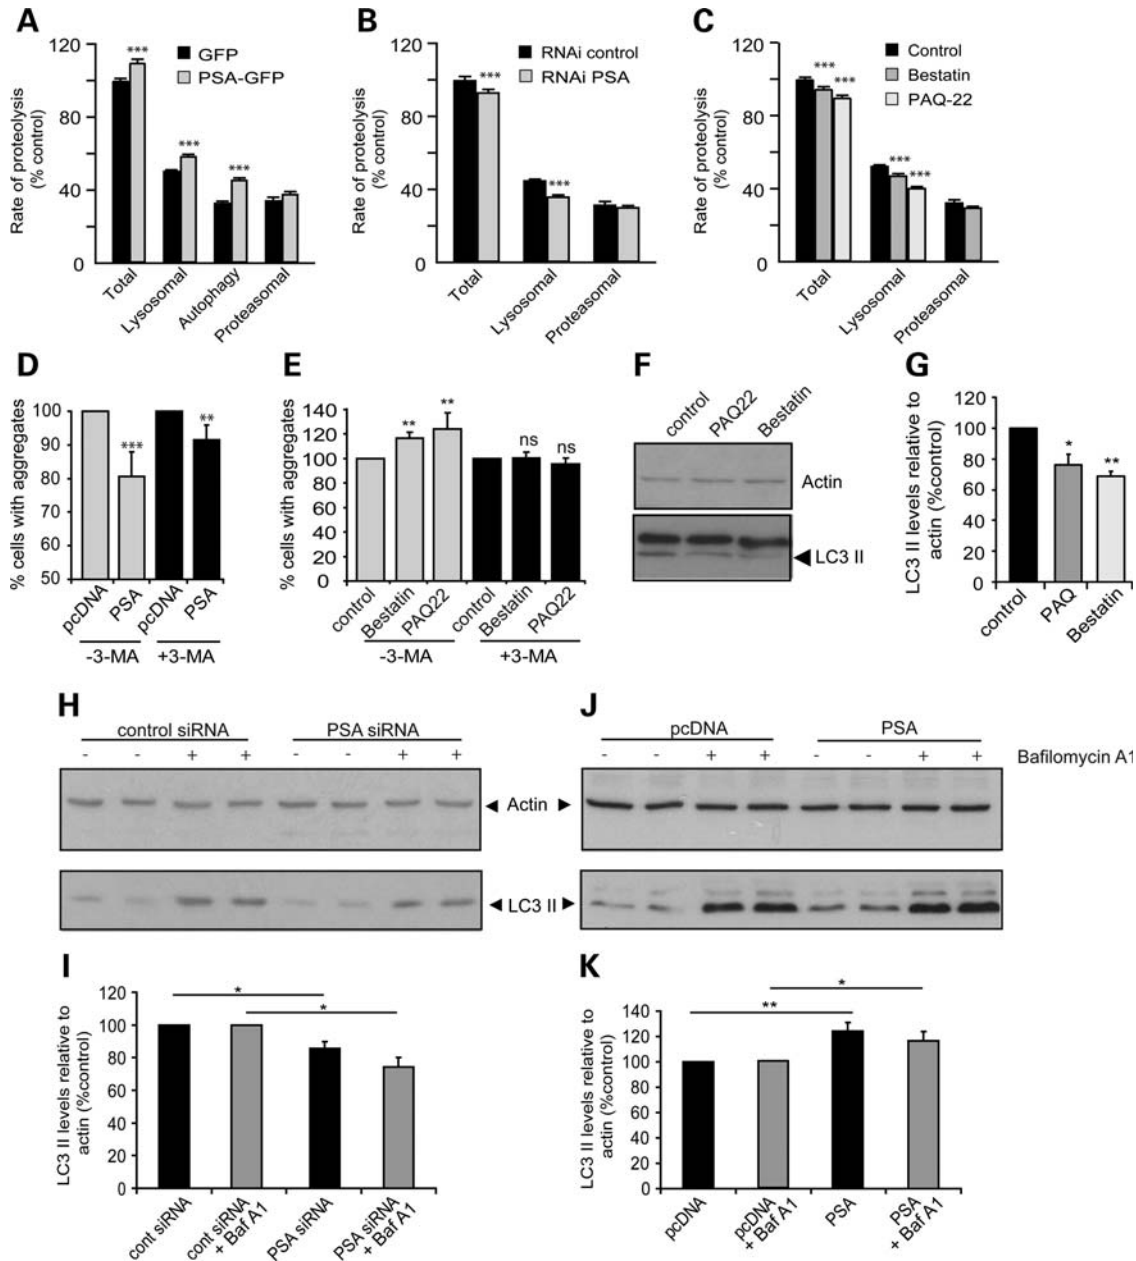 A
120
80
40
0
Rate of proteolysis
(% control)
GFP
PSA-GFP
***
***
***
Total
Lysosomal
Autophagy
Proteasomal
B
120
80
40
0
Rate of proteolysis
(% control)
RNAi control
RNAi PSA
***
***
Total
Lysosomal
Proteasomal
C
120
80
40
0
Rate of proteolysis
(% control)
Control
Bestatin
PAQ-22
***
***
***
***
Total
Lysosomal
Proteasomal
D
% cells with aggregates
100
90
80
70
60
50
***
**
pcDNA
PSA
pcDNA
PSA
-3-MA
+3-MA
E
% cells with aggregates
140
120
100
80
60
40
20
0
**
**
ns
ns
control
Bestatin
PAQ22
control
Bestatin
PAQ22
-3-MA
+3-MA
F
control
PAQ22
Bestatin
Actin
LC3 II
G
LC3 II levels relative to
actin (%control)
120
100
80
60
40
20
0
*
**
control
PAQ
Bestatin
H
control siRNA
PSA siRNA
- - + + - - + +
Actin
LC3 II
J
pcDNA
PSA
- - + + - - + +
Bafilomycin A1
I
LC3 II levels relative to
actin (%control)
120
100
80
60
40
20
0
*
*
cont siRNA
cont siRNA
+ Baf A1
PSA siRNA
PSA siRNA
+ Baf A1
K
LC3 II levels relative to
actin (%control)
140
120
100
80
60
40
20
0
**
*
pcDNA
pcDNA
+ Baf A1
PSA
PSA
+ Baf A1